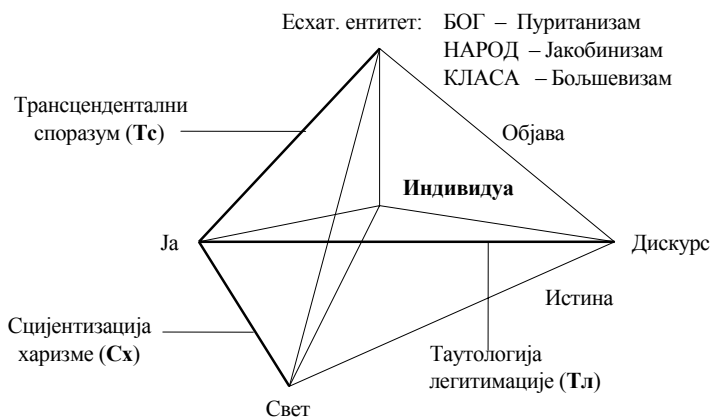 Есхат. ентитет: БОГ – Пуританизам
НАРОД – Јакобинизам
КЛАСА – Бољшевизам
Трансцендентални
споразум (Тс)
Објава
Индивидуа
Ја
Дискурс
Истина
Сцијентизација
харизме (Сх)
Таутологија
легитимације (Тл)
Свет